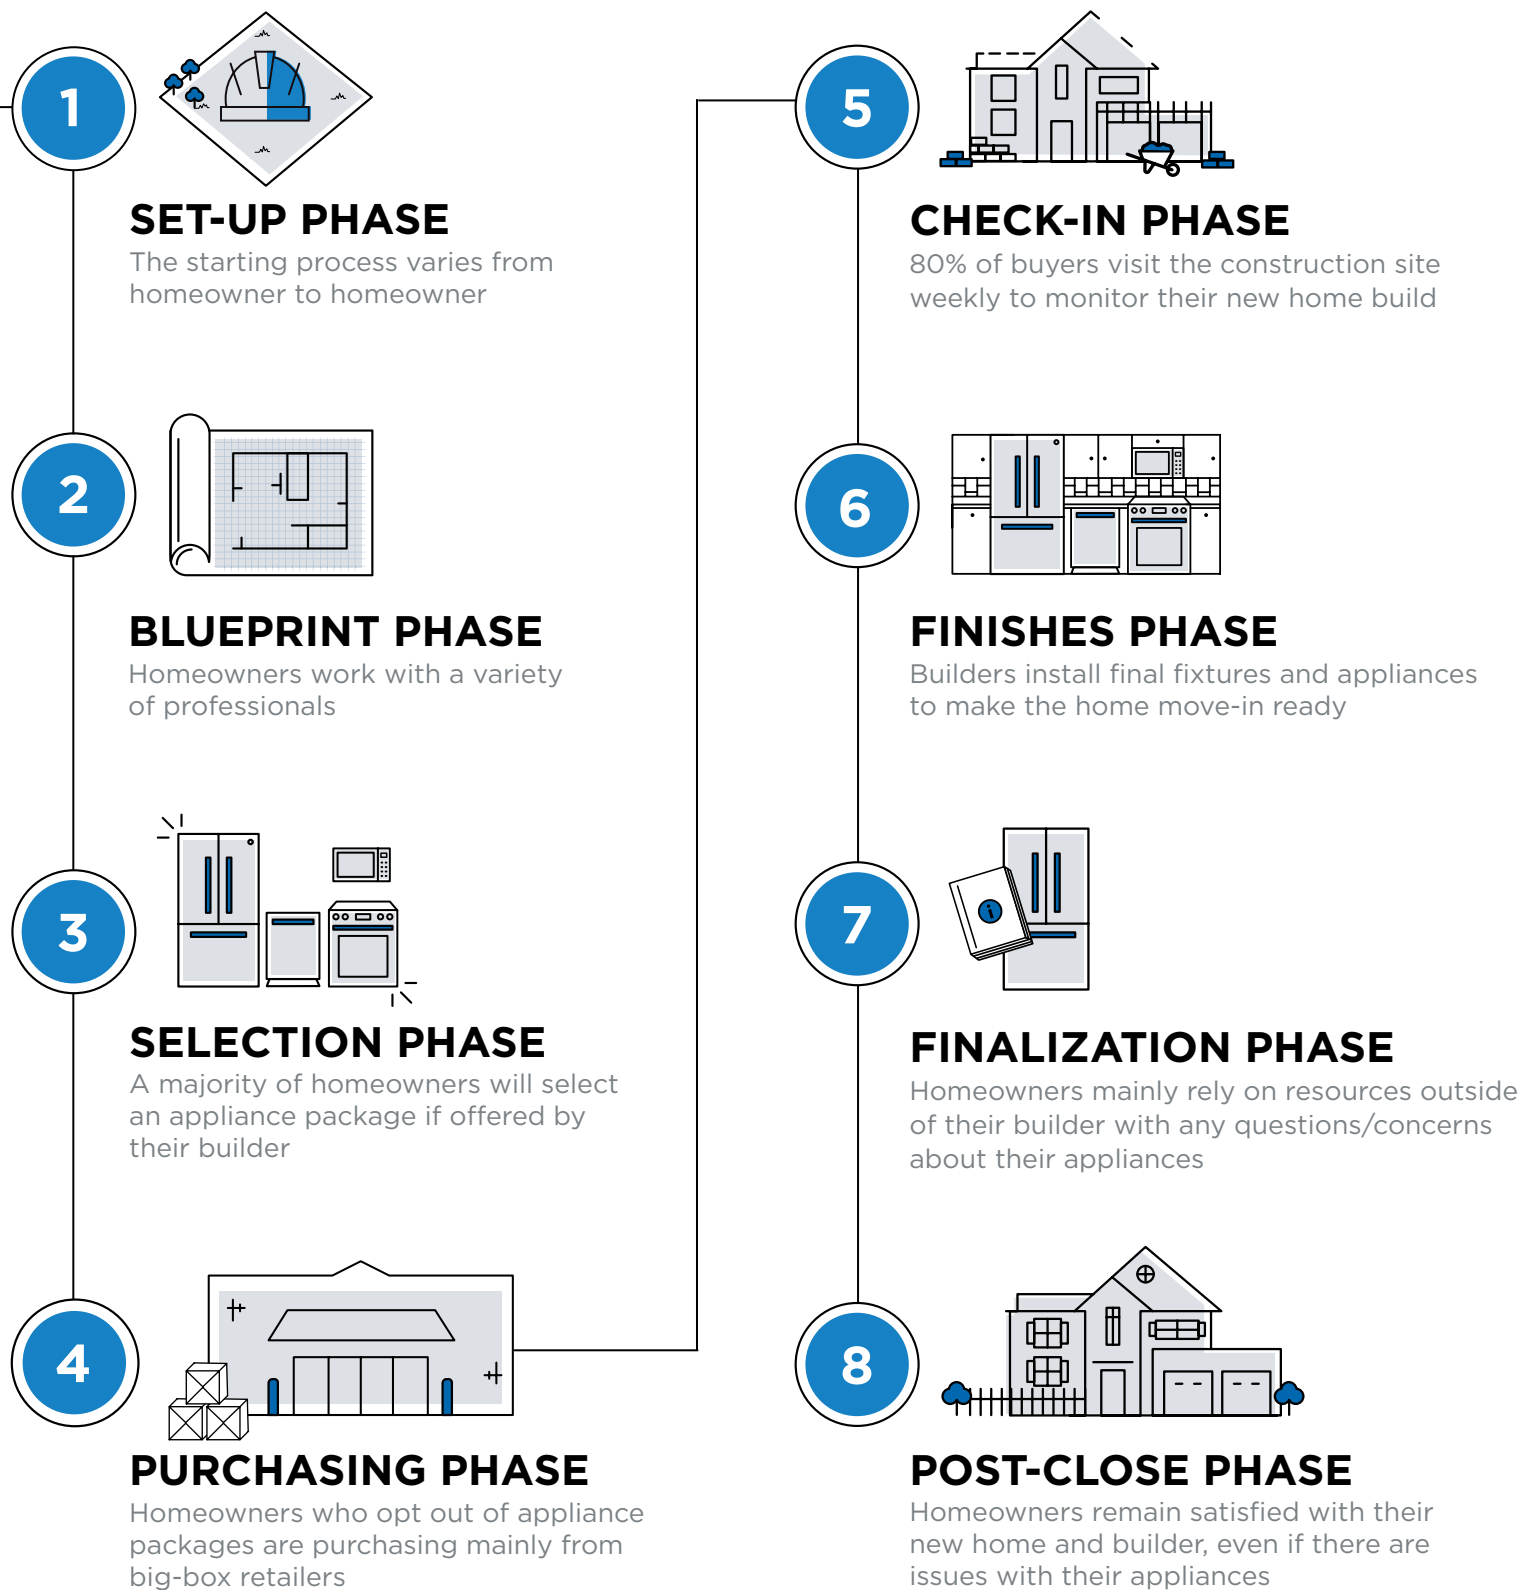 1
SET-UP PHASE
The starting process varies from
homeowner to homeowner
2
BLUEPRINT PHASE
Homeowners work with a variety
of professionals
3
SELECTION PHASE
A majority of homeowners will select
an appliance package if offered by
their builder
4
PURCHASING PHASE
Homeowners who opt out of appliance
packages are purchasing mainly from
big-box retailers
5
CHECK-IN PHASE
80% of buyers visit the construction site
weekly to monitor their new home build
6
FINISHES PHASE
Builders install final fixtures and appliances
to make the home move-in ready
7
i
FINALIZATION PHASE
Homeowners mainly rely on resources outside
of their builder with any questions/concerns
about their appliances
8
POST-CLOSE PHASE
Homeowners remain satisfied with their
new home and builder, even if there are
issues with their appliances